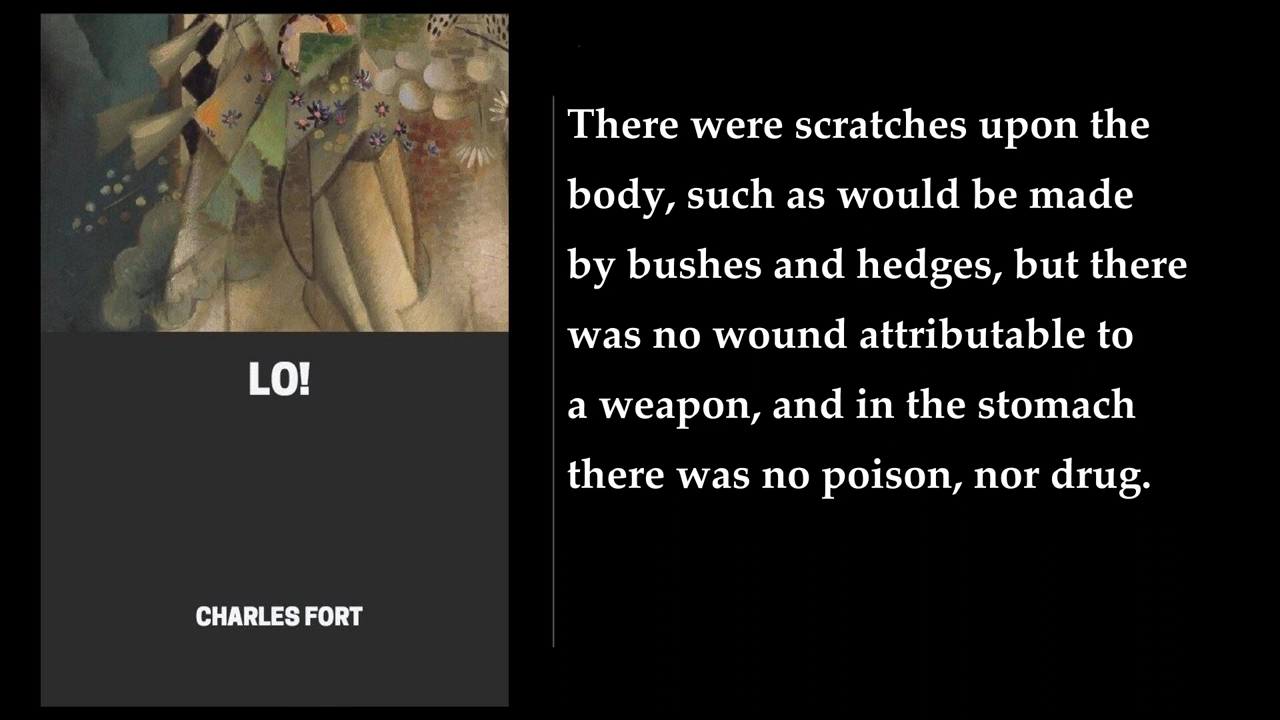 LO!
CHARLES FORT
There were scratches upon the
body, such as would be made
by bushes and hedges, but there
was no wound attributable to
a weapon, and in the stomach
there was no poison, nor drug.